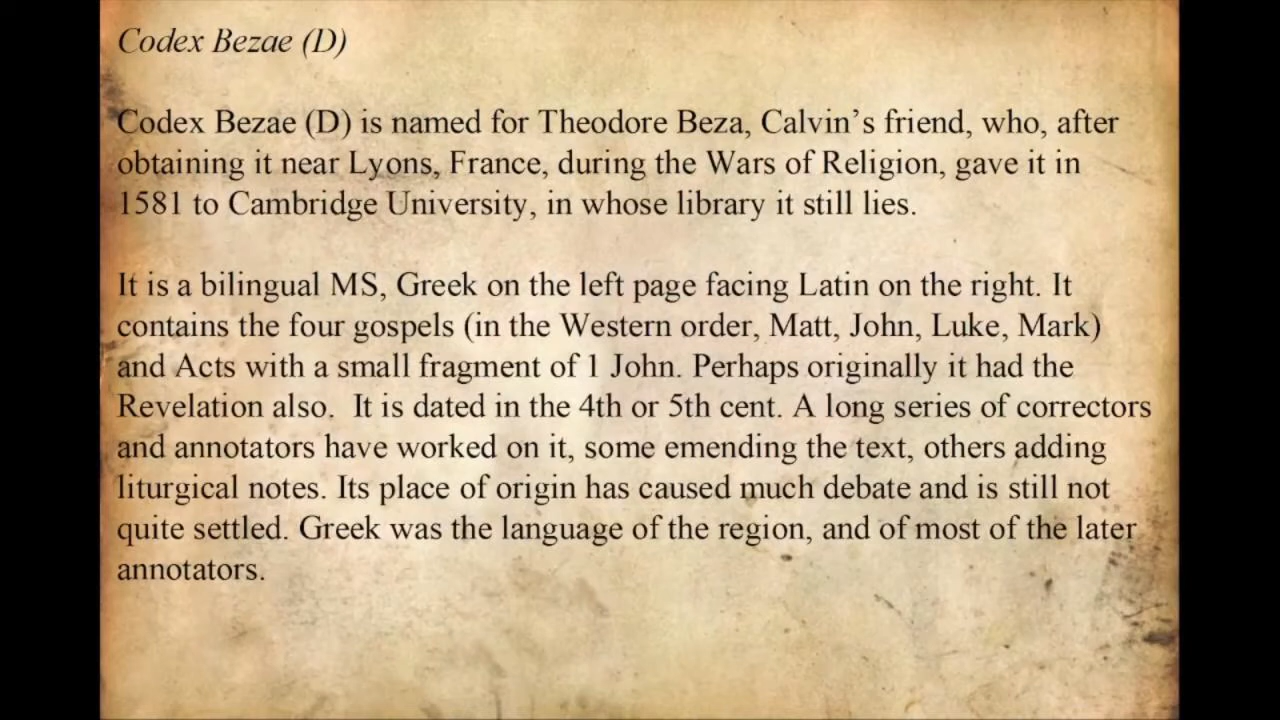 Codex Bezae (D)
Codex Bezae (D) is named for Theodore Beza, Calvin’s friend, who, after
obtaining it near Lyons, France, during the Wars of Religion, gave it in
1581 to Cambridge University, in whose library it still lies.
It is a bilingual MS, Greek on the left page facing Latin on the right. It
contains the four gospels (in the Western order, Matt, John, Luke, Mark)
and Acts with a small fragment of 1 John. Perhaps originally it had the
Revelation also.  It is dated in the 4th or 5th cent. A long series of correctors
and annotators have worked on it, some emending the text, others adding
liturgical notes. Its place of origin has caused much debate and is still not
quite settled. Greek was the language of the region, and of most of the later
annotators.